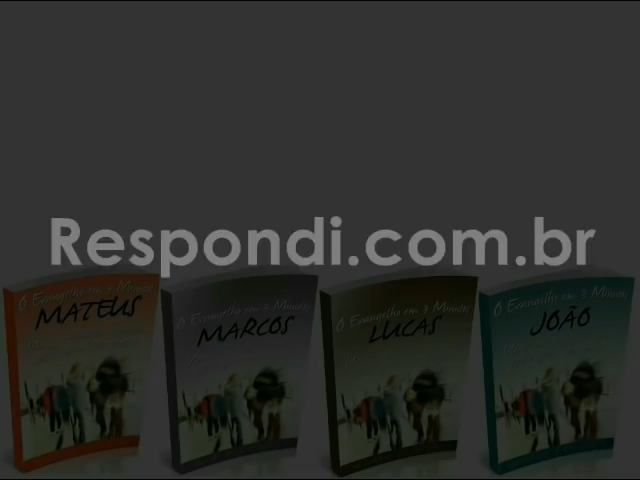 Respondi.com.br
O Evangelho em 3 Minutos
MATEUS
O Evangelho em 3 Minutos
MARCOS
O Evangelho em 3 Minutos
LUCAS
O Evangelho em 3 Minutos
JOÃO